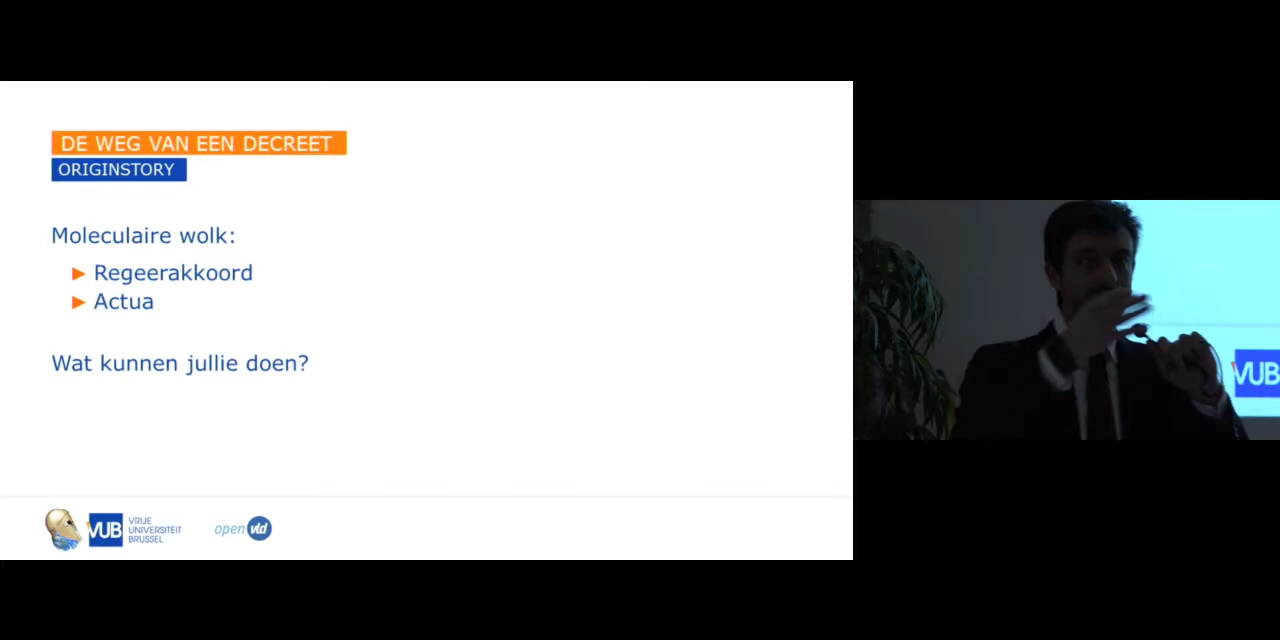 DE WEG VAN EEN DECREET
ORIGINSTORY
Moleculaire wolk:
Regeerakkoord
Actua
Wat kunnen jullie doen?
VUB
VRIJE
UNIVERSITEIT
BRUSSEL
open vld
VUB